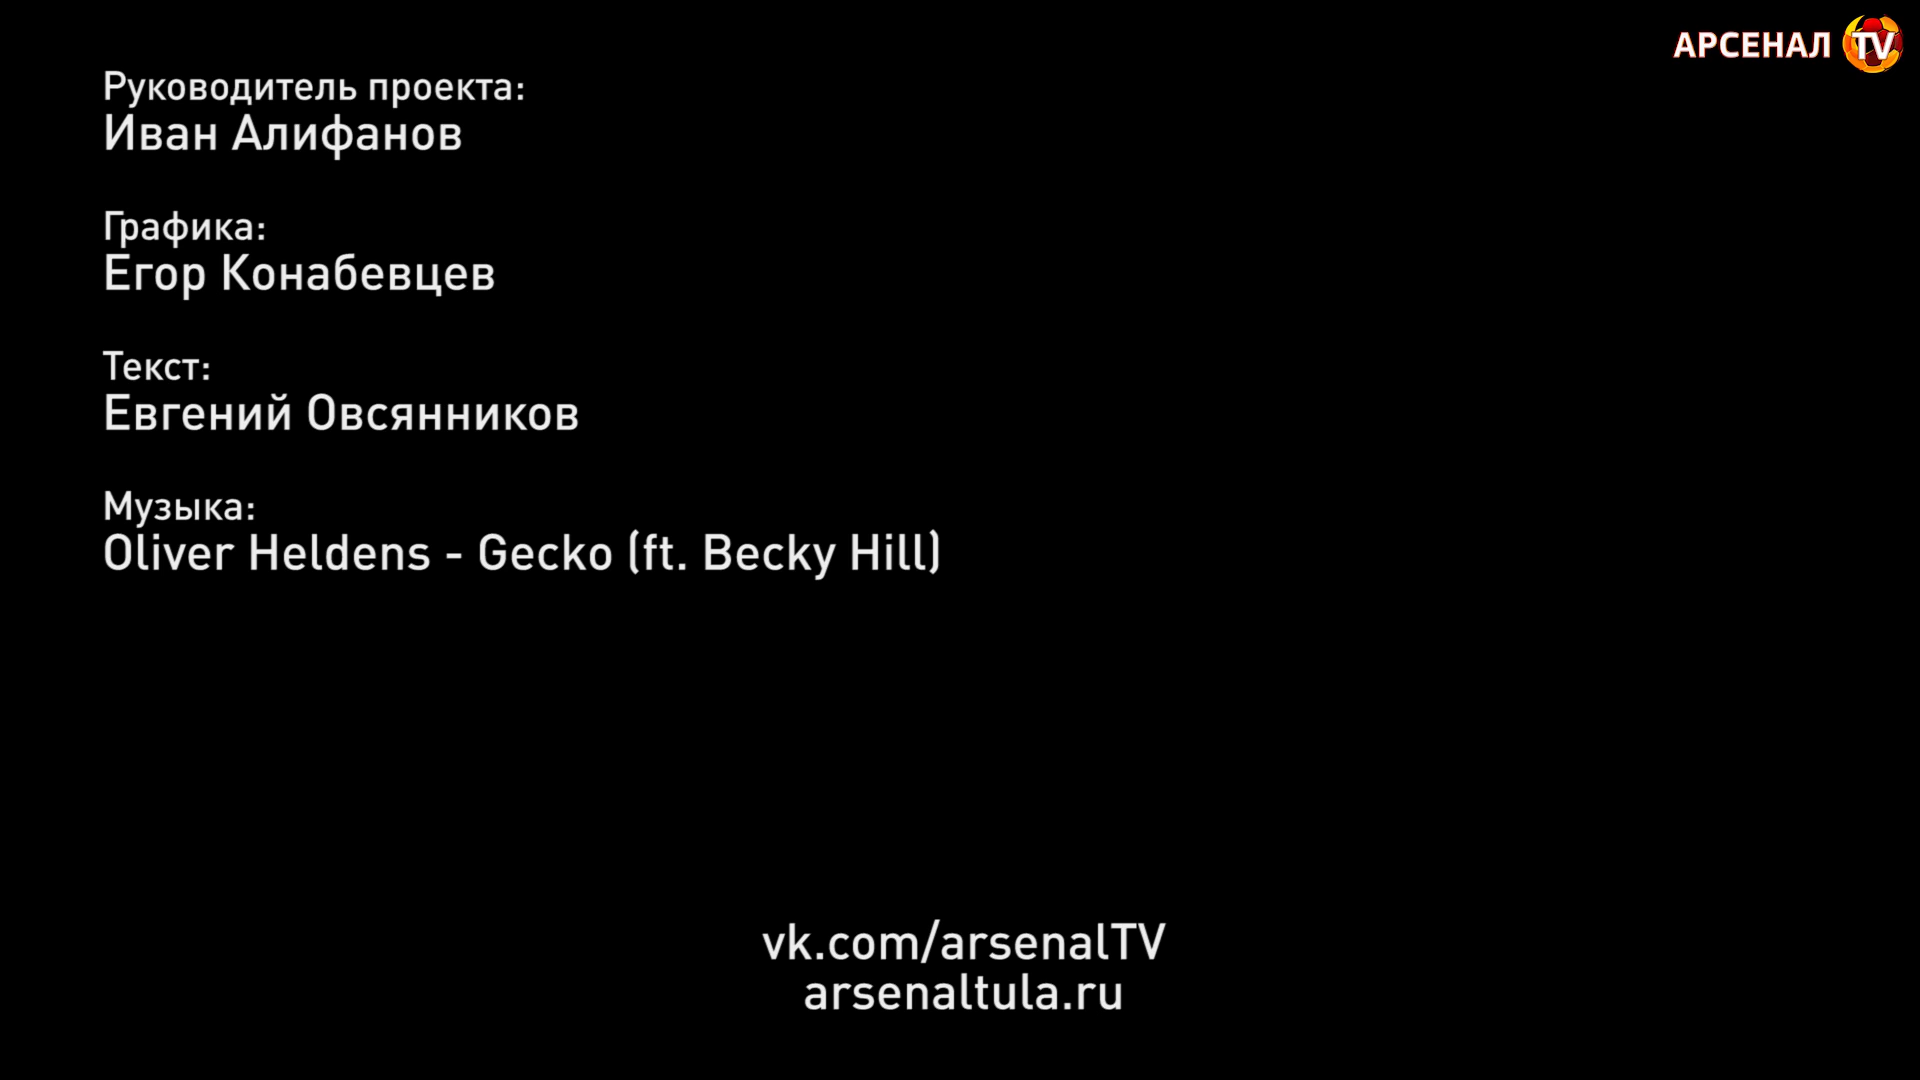 АРСЕНАЛ TV
Руководитель проекта:
Иван Алифанов
Графика:
Егор Конабевцев
Текст:
Евгений Овсянников
Музыка:
Oliver Heldens - Gecko (ft. Becky Hill)
vk.com/arsenalTV
arsenaltula.ru